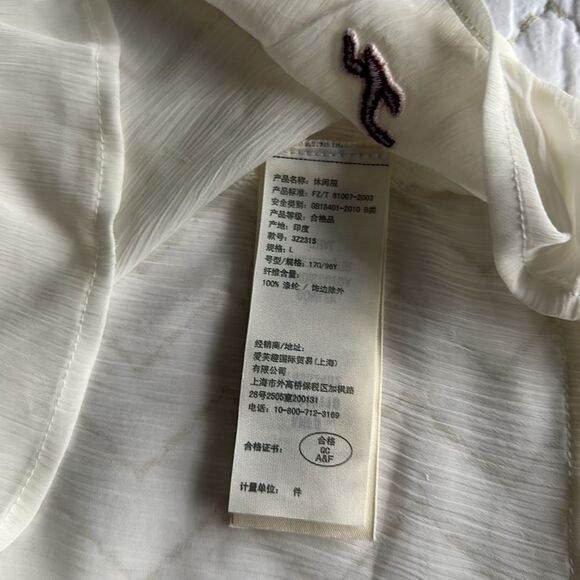 产品名称: 休闲服
产品标准: FZ/T 81007-2003
安全类别: GB18401-2010 B类
产品等级: 合格品
产地: 印度
款号: 3Z2315
规格: L
号型/规格: 170/96Y
纤维含量:
100% 涤纶 / 饰边除外
经销商/地址:
爱芙趣国际贸易(上海)
有限公司
上海市外高桥保税区加枫路
26号2505室200131
电话: 10-800-712-3169
合格证书:
合格
QC
A&F
计量单位: 件